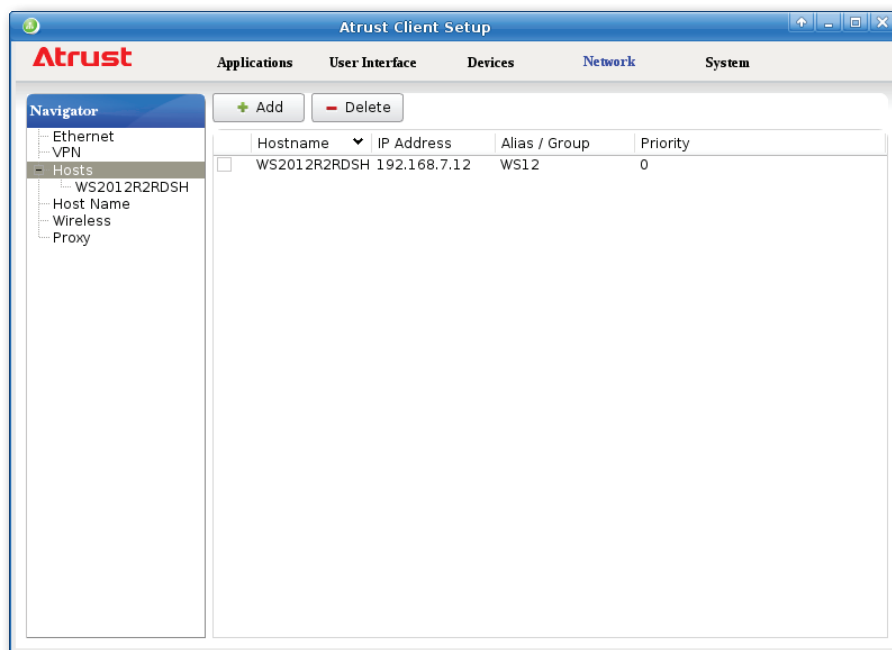 Atrust Client Setup
Atrust
Applications User Interface Devices Network System
Navigator
Ethernet
VPN
Hosts
WS2012R2RDSH
Host Name
Wireless
Proxy
Add Delete
Hostname IP Address Alias / Group Priority
WS2012R2RDSH 192.168.7.12 WS12 0